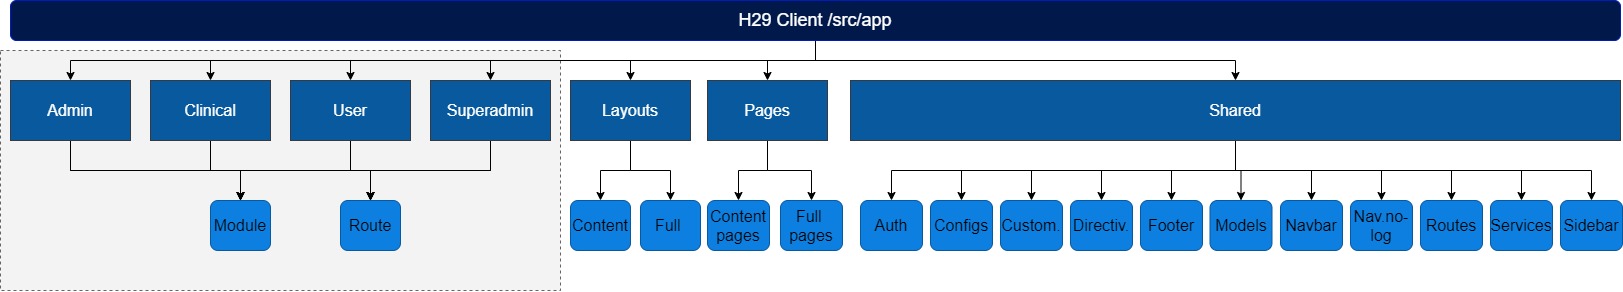 H29 Client /src/app
Admin
Clinical
User
Superadmin
Layouts
Pages
Shared
Module
Route
Content
Full
Content
pages
Full
pages
Auth
Configs
Custom.
Directiv.
Footer
Models
Navbar
Nav.no-
log
Routes
Services
Sidebar